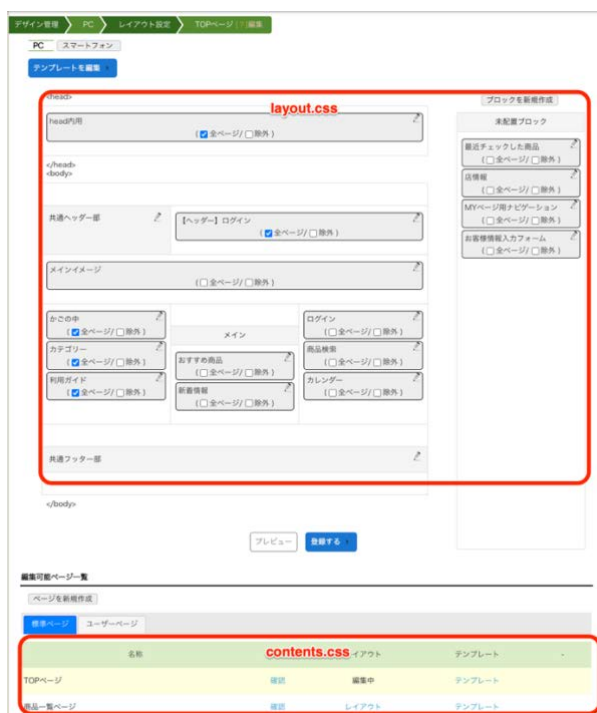 デザイン管理 PC レイアウト設定 TOPページ(?)編集
PC スマートフォン
テンプレートを編集
<head>
layout.css
ブロックを新規作成
head内用
(全ページ/除外)
未配置ブロック
最近チェックした商品
(全ページ/除外)
</head>
<body>
店情報
(全ページ/除外)
MYページ用ナビゲーション
(全ページ/除外)
お客様情報入力フォーム
(全ページ/除外)
共通ヘッダー部
【ヘッダー】ログイン
(全ページ/除外)
メインイメージ
(全ページ/除外)
かごの中
(全ページ/除外)
カテゴリー
(全ページ/除外)
利用ガイド
(全ページ/除外)
メイン
おすすめ商品
(全ページ/除外)
新着情報
(全ページ/除外)
ログイン
(全ページ/除外)
商品検索
(全ページ/除外)
カレンダー
(全ページ/除外)
共通フッター部
</body>
プレビュー 登録する
編集可能ページ一覧
ページを新規作成
標準ページ ユーザーページ
名称 contents.css イアウト テンプレート -
TOPページ 確認 編集中 テンプレート
商品一覧ページ 確認 レイアウト テンプレート